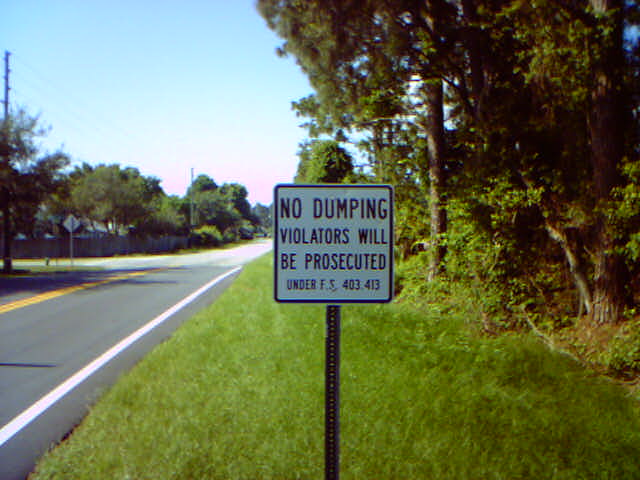 NO DUMPING
VIOLATORS WILL
BE PROSECUTED
UNDER F.S. 403.413